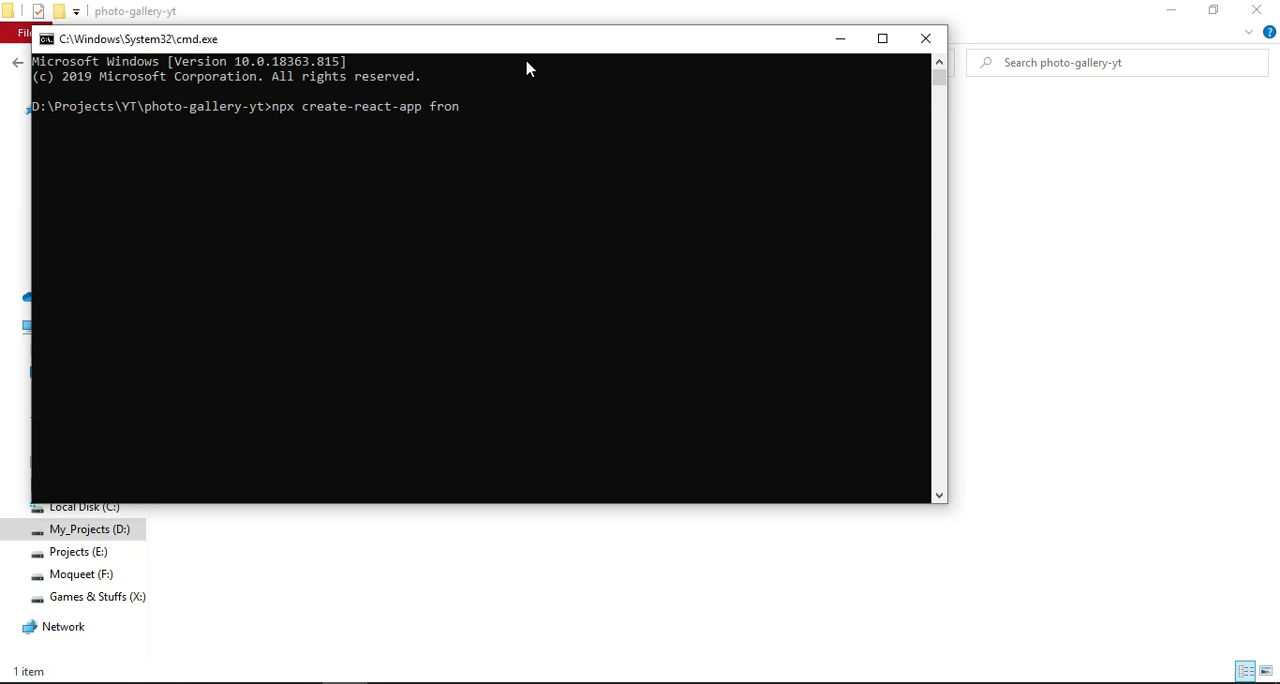 photo-gallery-yt
C:\Windows\System32\cmd.exe
Microsoft Windows [Version 10.0.18363.815]
(c) 2019 Microsoft Corporation. All rights reserved.
D:\Projects\YT\photo-gallery-yt>npx create-react-app fron
Search photo-gallery-yt
Local Disk (C:)
My_Projects (D:)
Projects (E:)
Moqueet (F:)
Games & Stuffs (X:)
Network
1 item